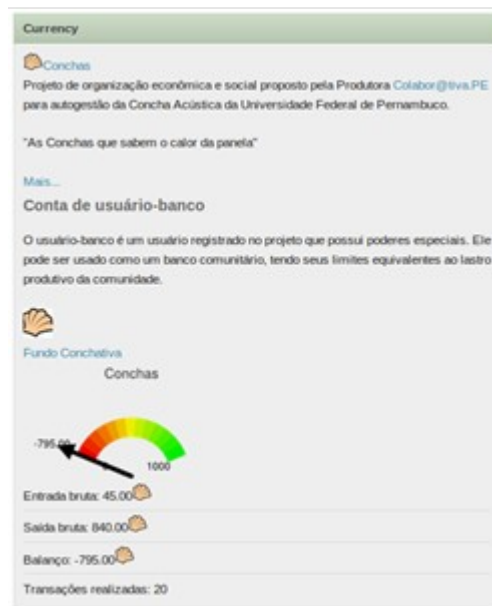 Currency
Conchas
Projeto de organização econômica e social proposto pela Produtora Colabor@tiva.PE
para autogestão da Concha Acústica da Universidade Federal de Pernambuco.
"As Conchas que sabem o calor da panela"
Mais...
Conta de usuário-banco
O usuário-banco é um usuário registrado no projeto que possui poderes especiais. Ele
pode ser usado como um banco comunitário, tendo seus limites equivalentes ao lastro
produtivo da comunidade.
Fundo Conchativa
Conchas
-795.00
1000
Entrada bruta: 45.00
Saída bruta: 840.00
Balanço: -795.00
Transações realizadas: 20